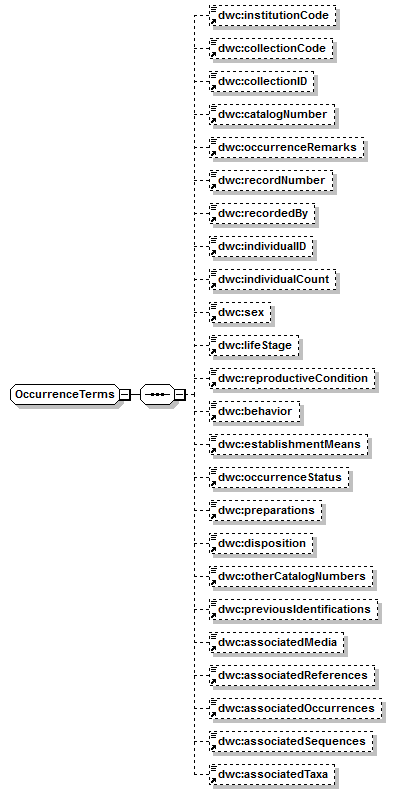 dwc:institutionCode
dwc:collectionCode
dwc:collectionID
dwc:catalogNumber
dwc:occurrenceRemarks
dwc:recordNumber
dwc:recordedBy
dwc:individualID
dwc:individualCount
dwc:sex
dwc:lifeStage
dwc:reproductiveCondition
OccurrenceTerms
dwc:behavior
dwc:establishmentMeans
dwc:occurrenceStatus
dwc:preparations
dwc:disposition
dwc:otherCatalogNumbers
dwc:previousIdentifications
dwc:associatedMedia
dwc:associatedReferences
dwc:associatedOccurrences
dwc:associatedSequences
dwc:associatedTaxa